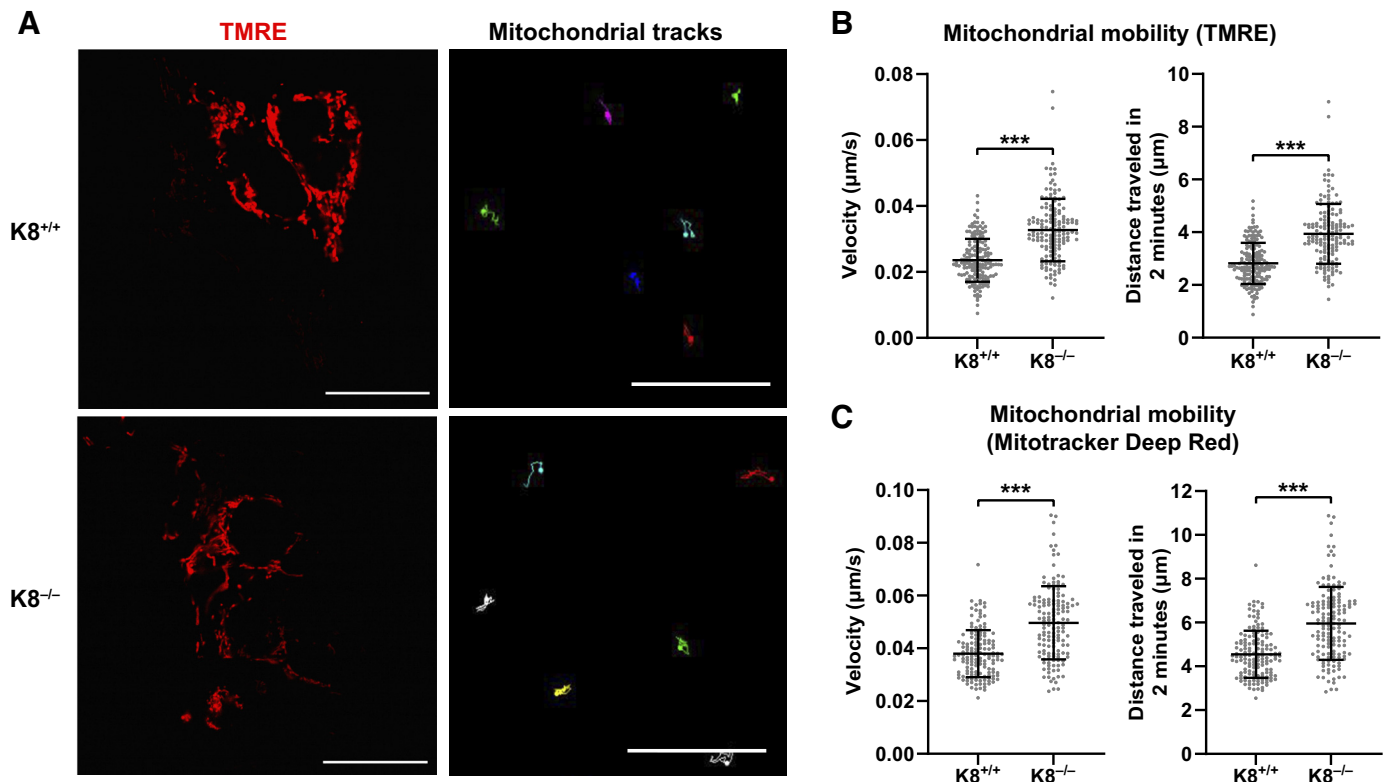 A
TMRE
Mitochondrial tracks
K8+/+
K8–/–
B
Mitochondrial mobility (TMRE)
Velocity (µm/s)
0.08
0.06
0.04
0.02
0.00
***
K8+/+
K8–/–
Distance traveled in
2 minutes (µm)
10
8
6
4
2
0
***
K8+/+
K8–/–
C
Mitochondrial mobility
(Mitotracker Deep Red)
Velocity (µm/s)
0.10
0.08
0.06
0.04
0.02
0.00
***
K8+/+
K8–/–
Distance traveled in
2 minutes (µm)
12
10
8
6
4
2
0
***
K8+/+
K8–/–